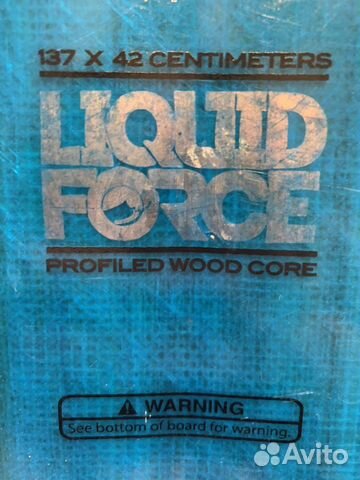 137 X 42 CENTIMETERS
LIQUID
FORCE
PROFILED WOOD CORE
⚠ WARNING
See bottom of board for warning.
Avito